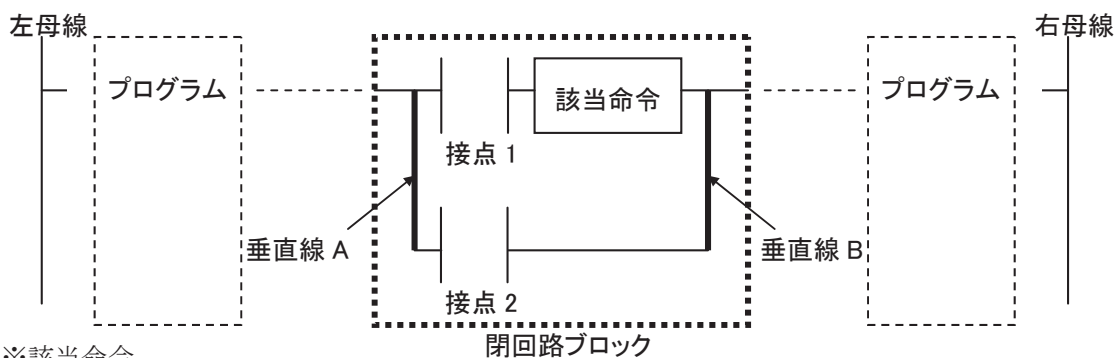 左母線
右母線
プログラム
該当命令
プログラム
接点 1
垂直線 A
垂直線 B
接点 2
閉回路ブロック
※該当命令